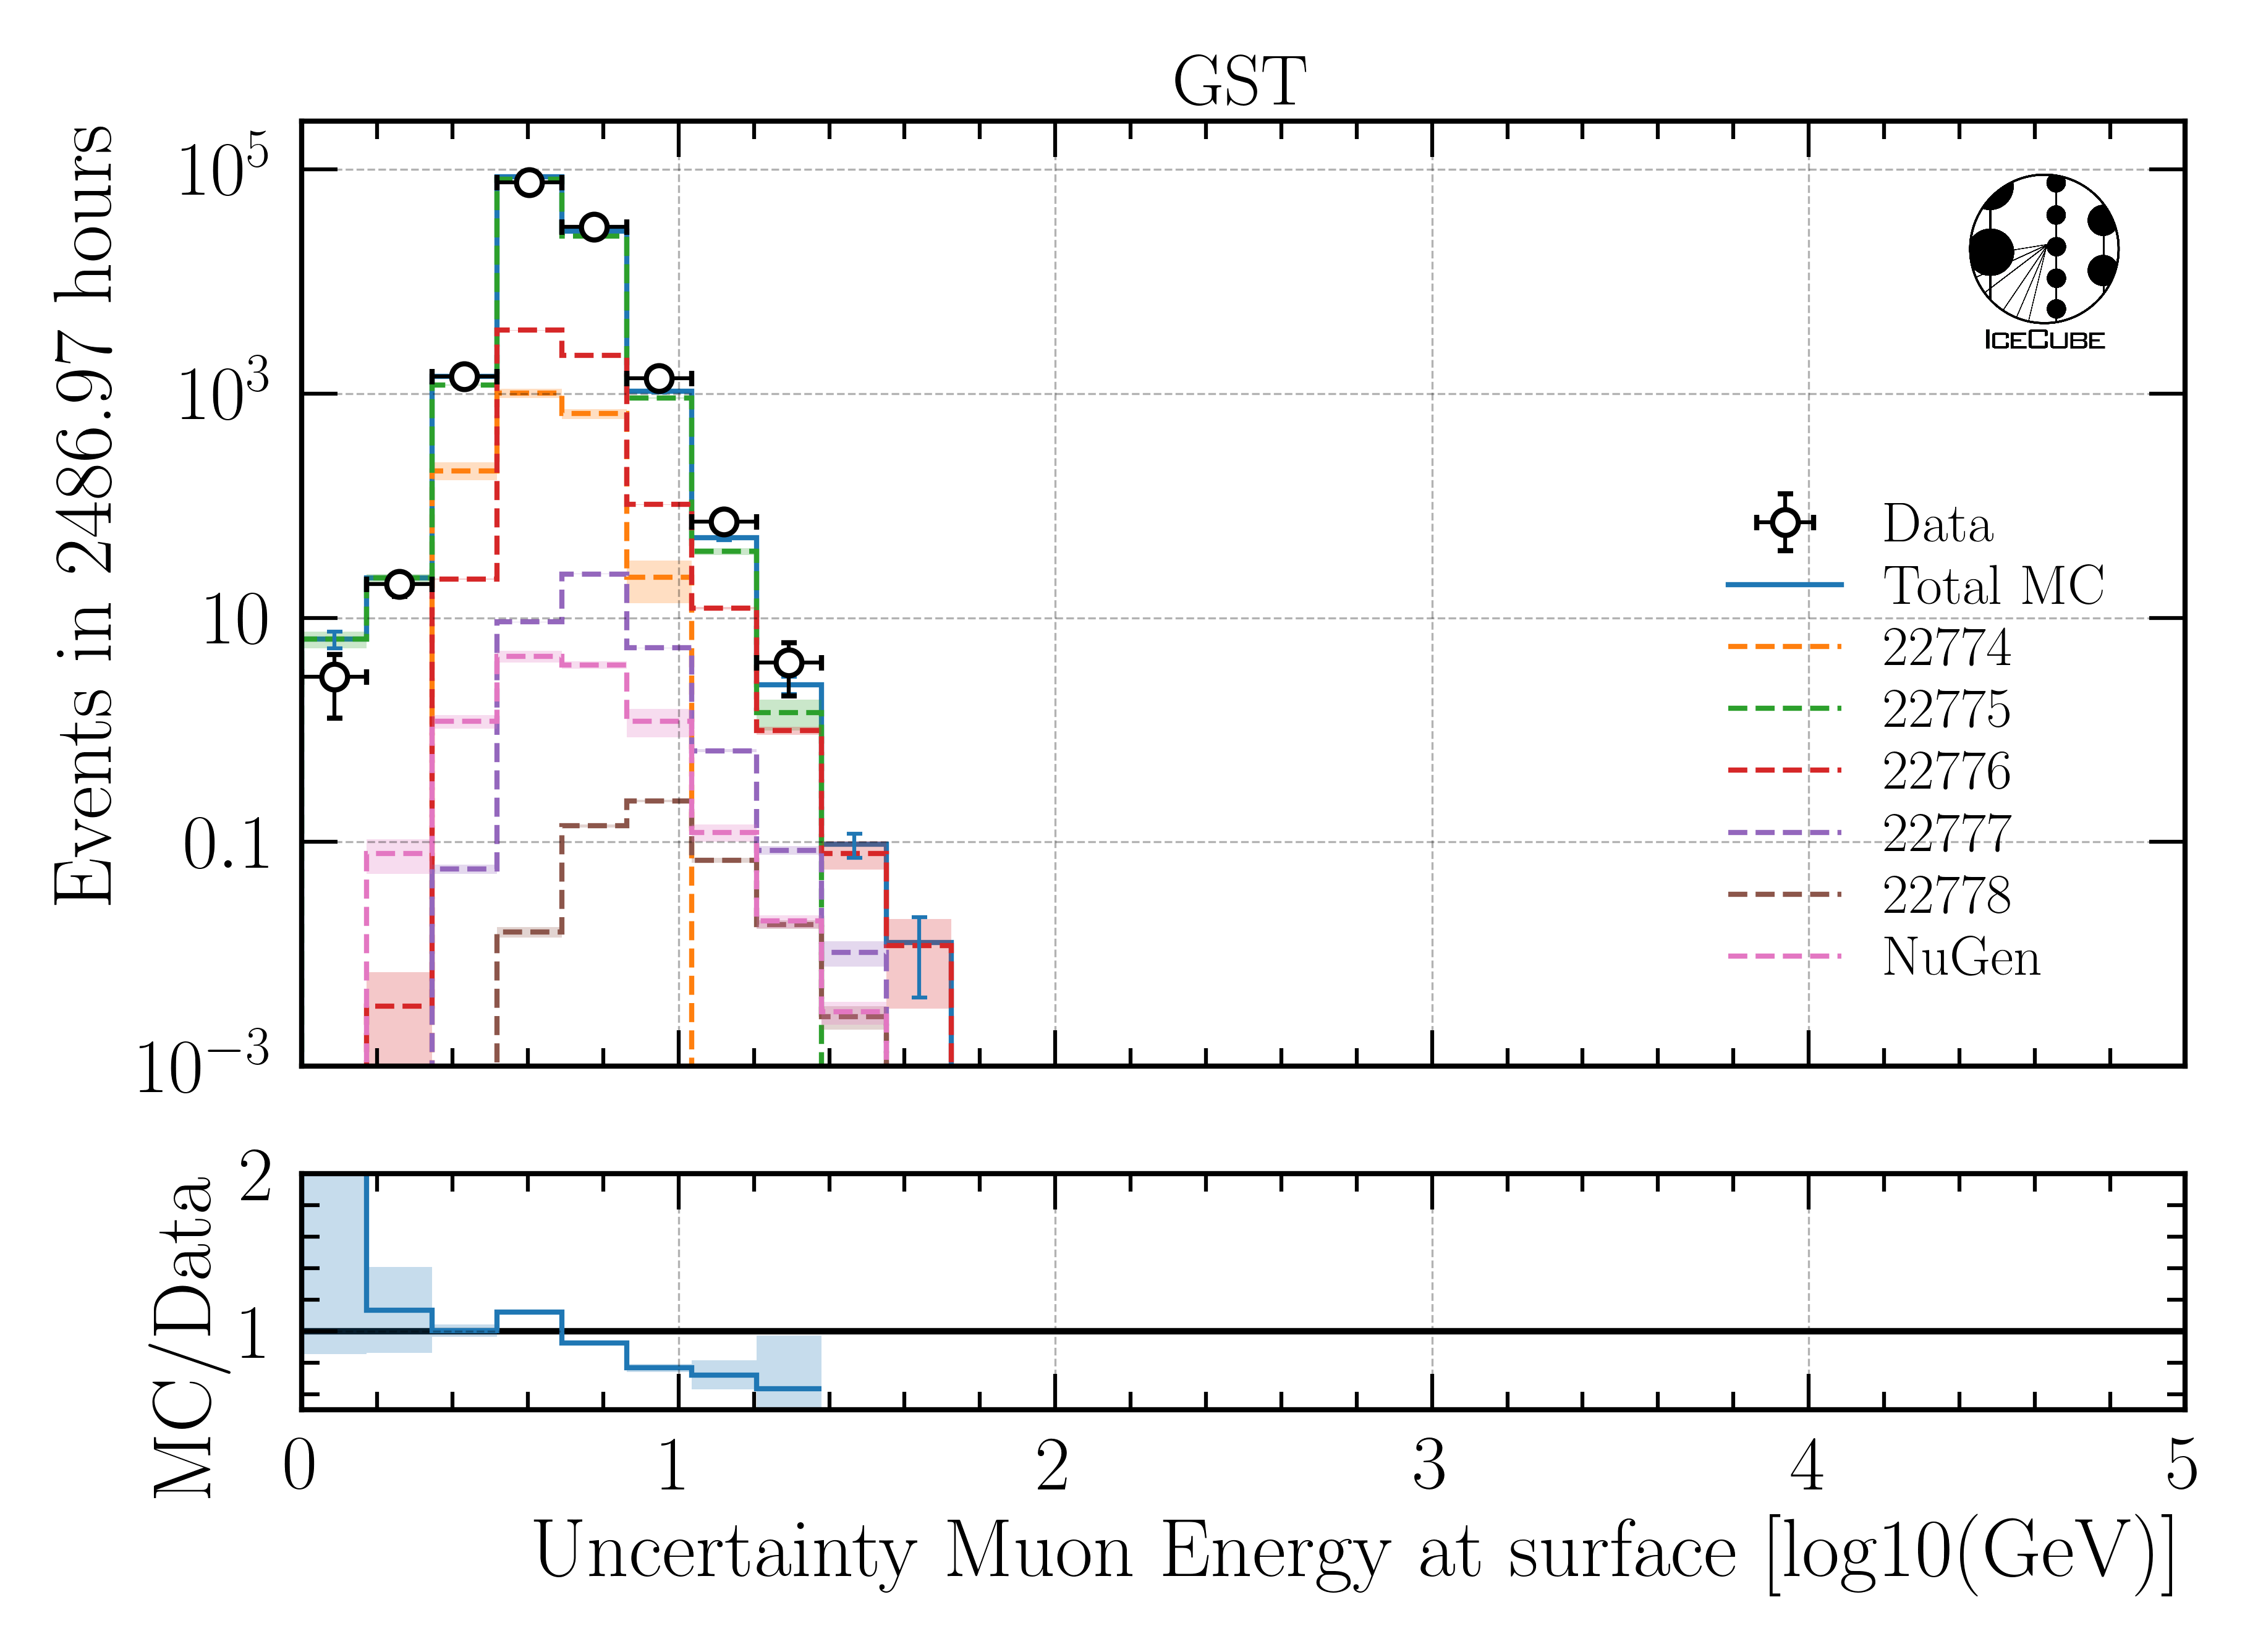 GST
Events in 2486.97 hours
10^5
10^3
10
0.1
10^−3
ICECUBE
Data
Total MC
22774
22775
22776
22777
22778
NuGen
MC/Data
2
1
0 1 2 3 4 5
Uncertainty Muon Energy at surface [log10(GeV)]